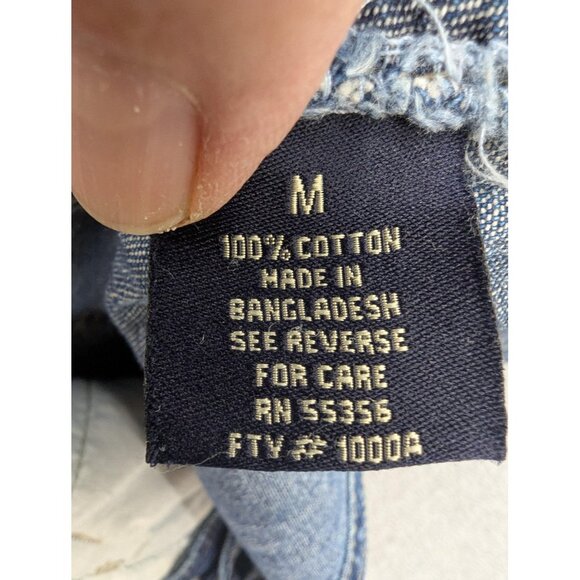 M
100% COTTON
MADE IN
BANGLADESH
SEE REVERSE
FOR CARE
RN 55356
FTY # 1000A